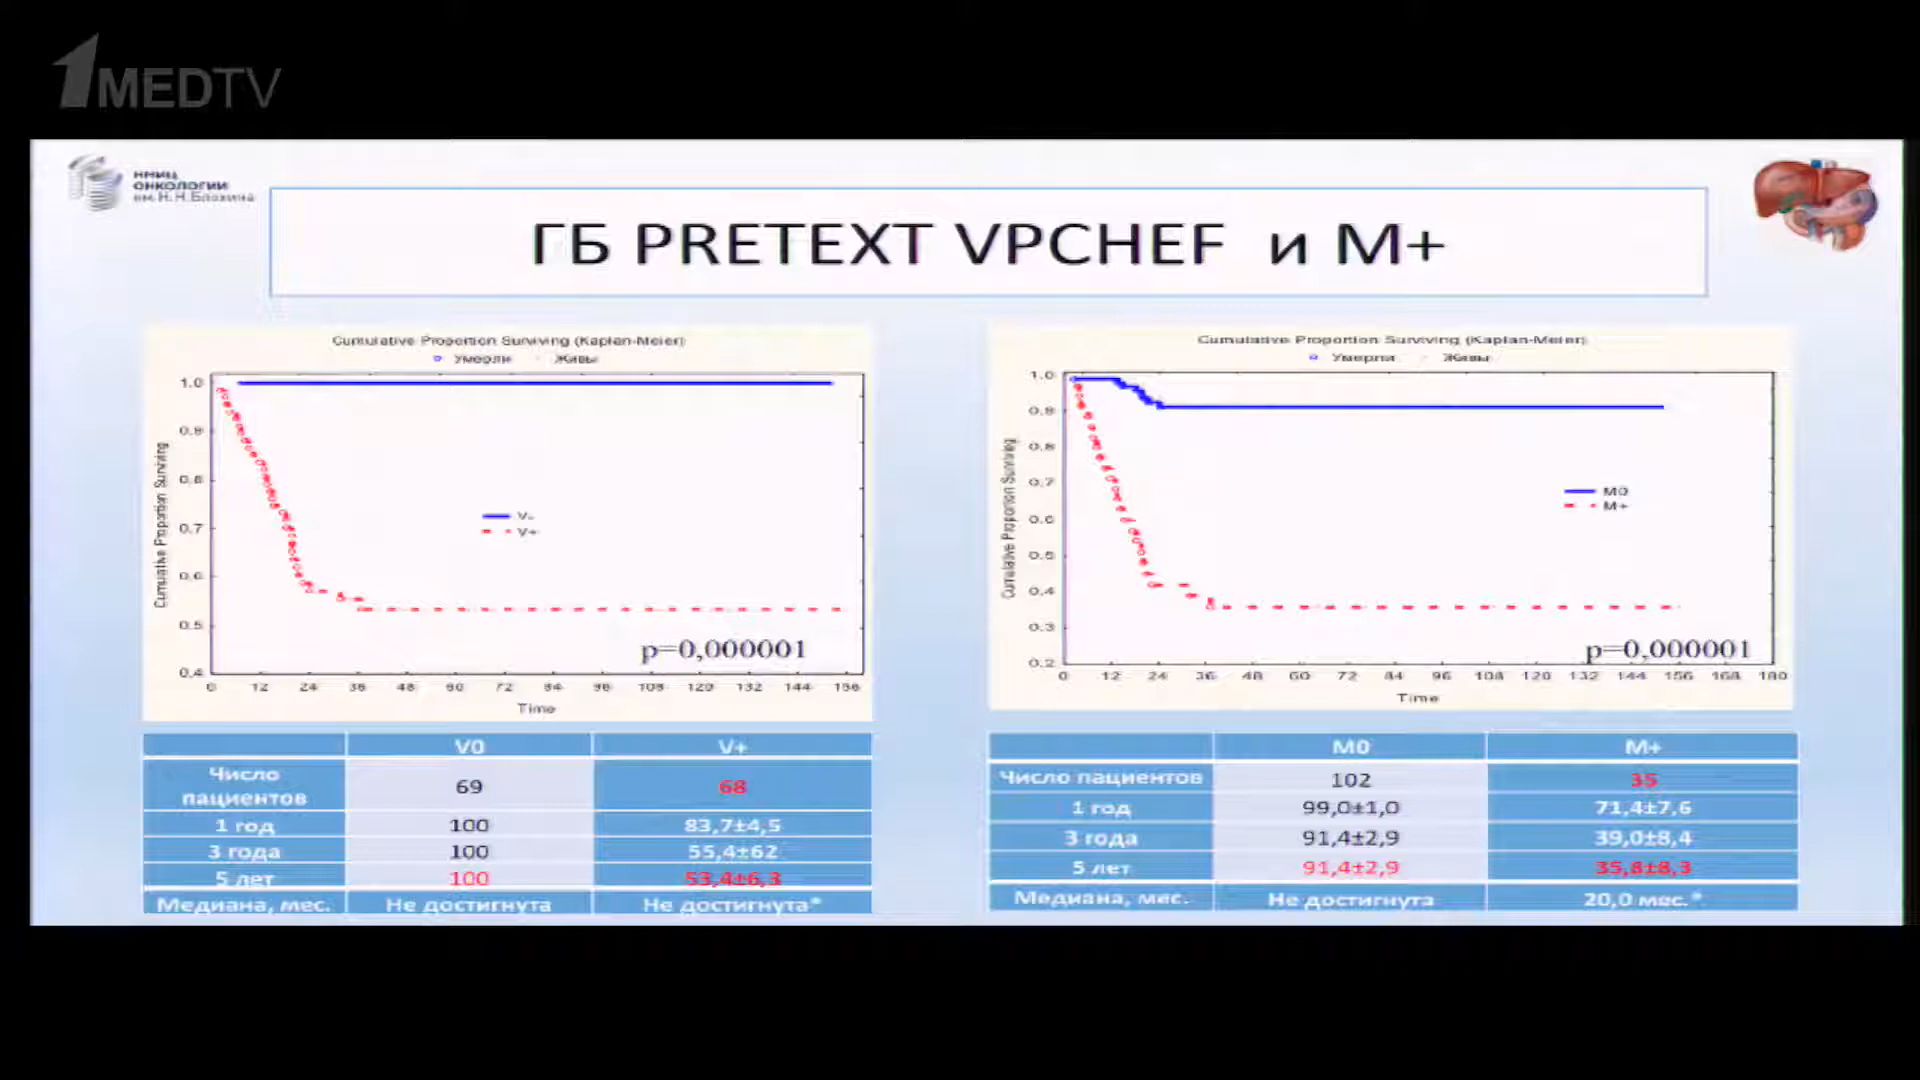 1MEDTV
НМИЦ
ОНКОЛОГИИ
им. Н.Н.Блохина
ГБ PRETEXT VPCHEF и M+
Cumulative Proportion Surviving (Kaplan-Meier)
Умерли Живы
1.0
0.9
0.8
0.7
0.6
0.5
0.4
Cumulative Proportion Surviving
V-
V+
p=0,000001
0 12 24 36 48 60 72 84 96 108 120 132 144 156
Time
Cumulative Proportion Surviving (Kaplan-Meier)
Умерли Живы
1.0
0.9
0.8
0.7
0.6
0.5
0.4
0.3
0.2
Cumulative Proportion Surviving
M0
M+
p=0,000001
0 12 24 36 48 60 72 84 96 108 120 132 144 156 168 180
Time
V0 V+
Число пациентов 69 68
1 год 100 83,7±4,5
3 года 100 55,4±62
5 лет 100 53,4±6,3
Медиана, мес. Не достигнута Не достигнута*
M0 M+
Число пациентов 102 35
1 год 99,0±1,0 71,4±7,6
3 года 91,4±2,9 39,0±8,4
5 лет 91,4±2,9 35,8±8,3
Медиана, мес. Не достигнута 20,0 мес.*